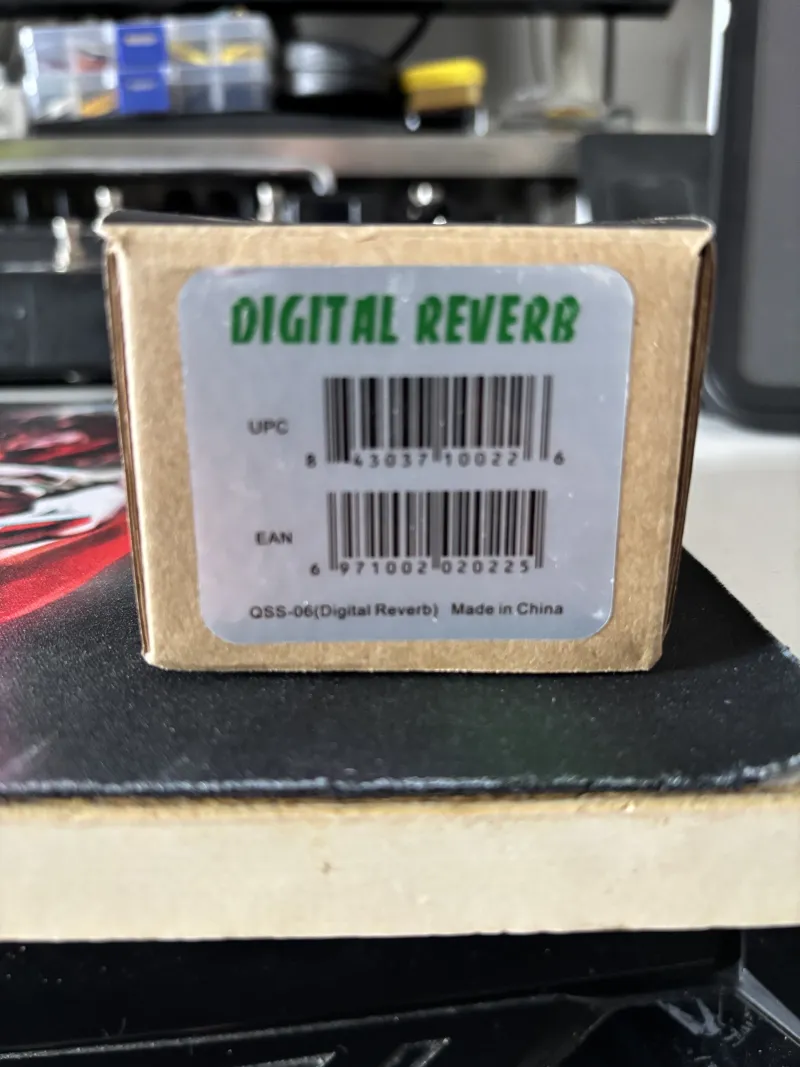 DIGITAL REVERB
UPC
8 43037 10022 6
EAN
6 971002 020225
QSS-06(Digital Reverb) Made in China